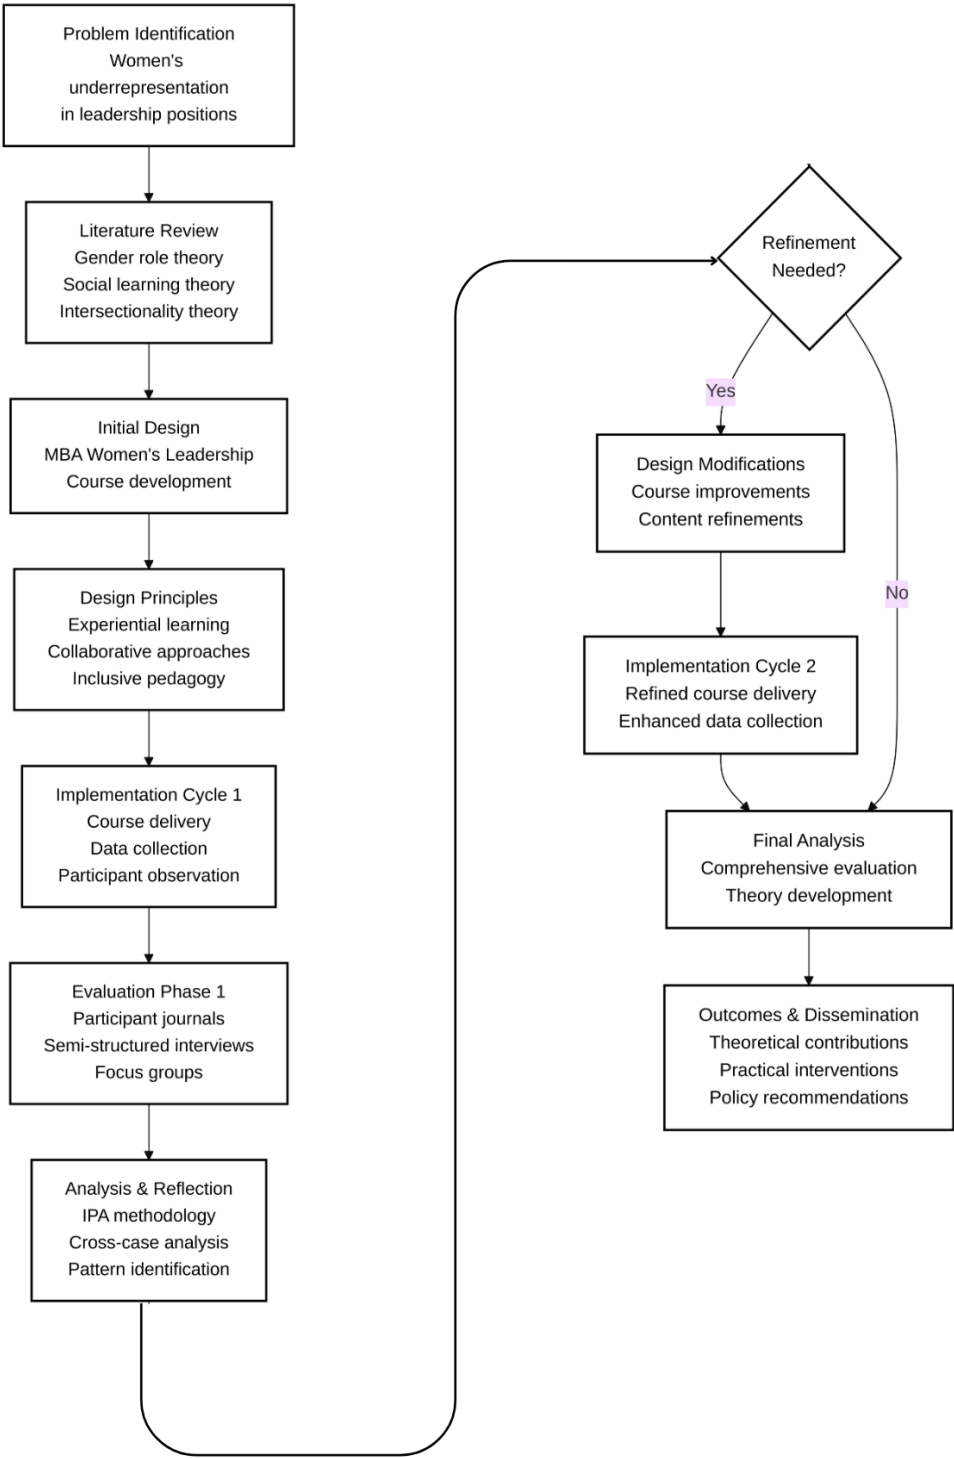 Problem Identification
Women's
underrepresentation
in leadership positions
Literature Review
Gender role theory
Social learning theory
Intersectionality theory
Initial Design
MBA Women's Leadership
Course development
Design Principles
Experiential learning
Collaborative approaches
Inclusive pedagogy
Implementation Cycle 1
Course delivery
Data collection
Participant observation
Evaluation Phase 1
Participant journals
Semi-structured interviews
Focus groups
Analysis & Reflection
IPA methodology
Cross-case analysis
Pattern identification
Refinement
Needed?
Yes
Design Modifications
Course improvements
Content refinements
No
Implementation Cycle 2
Refined course delivery
Enhanced data collection
Final Analysis
Comprehensive evaluation
Theory development
Outcomes & Dissemination
Theoretical contributions
Practical interventions
Policy recommendations